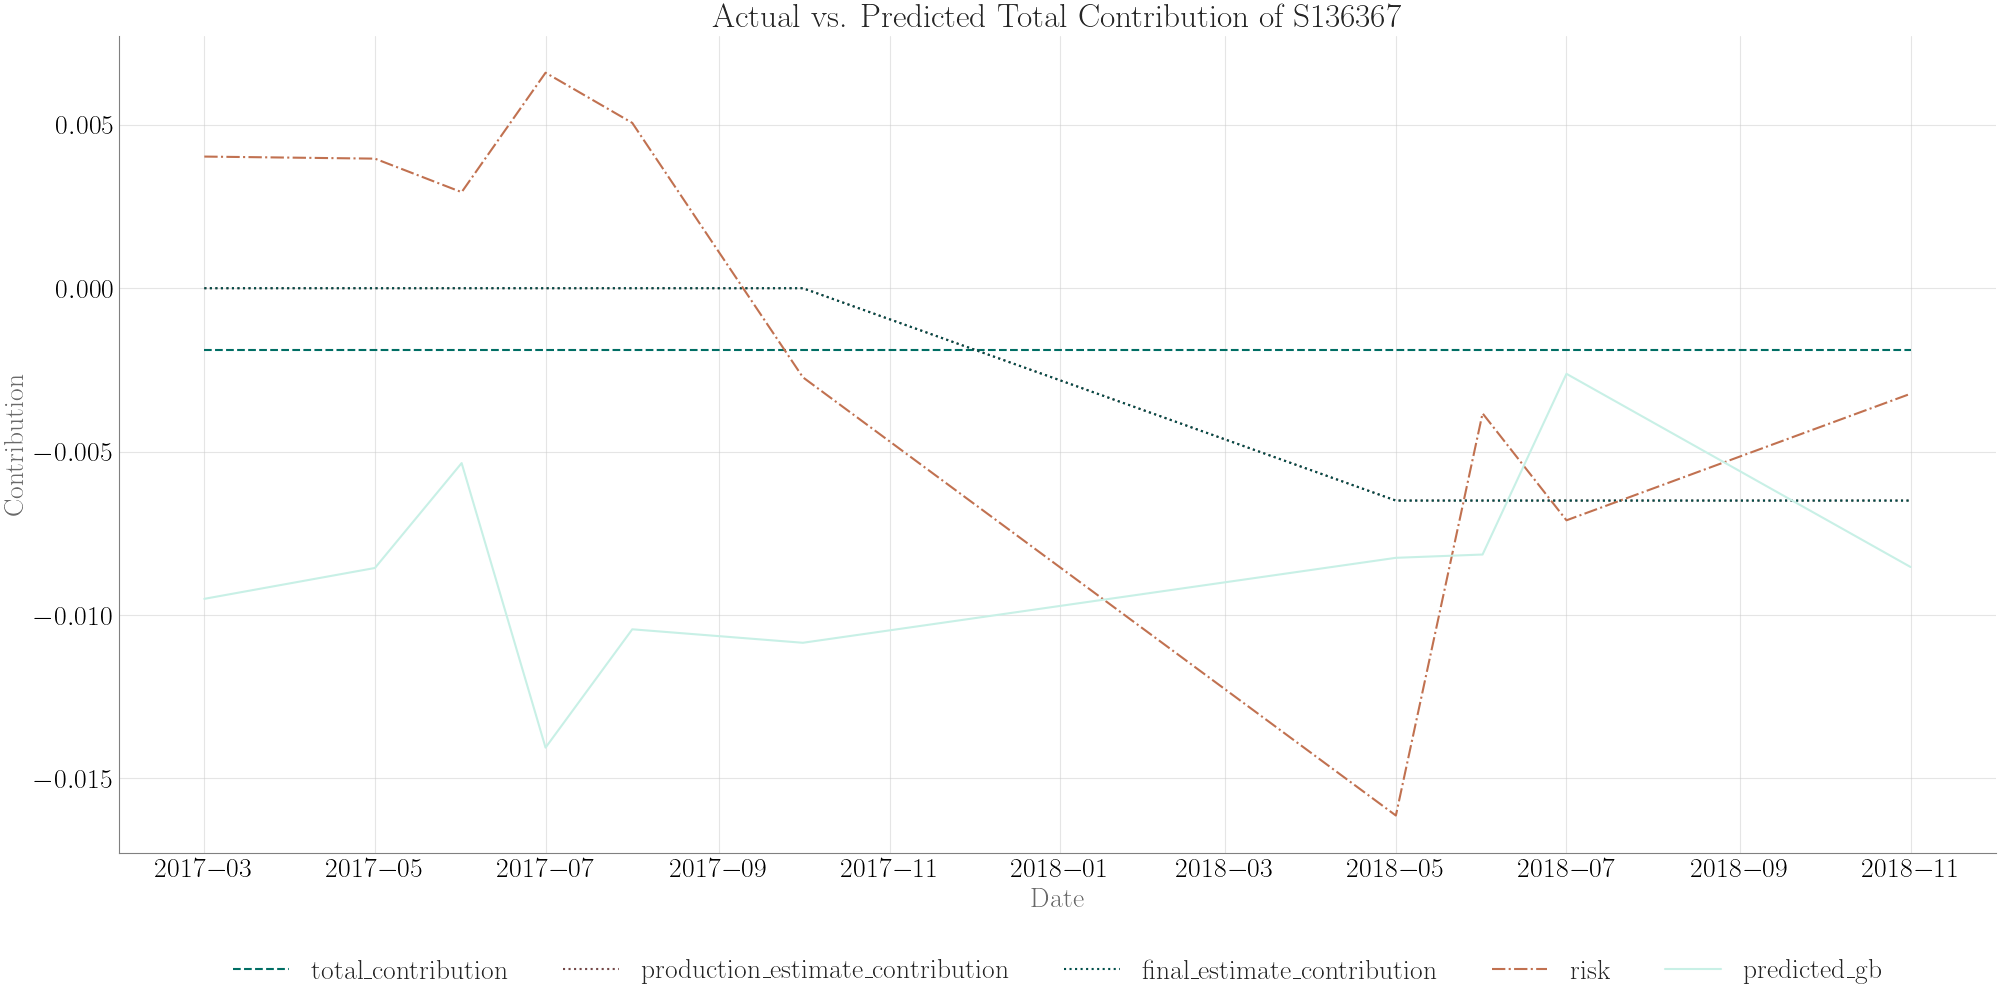 Actual vs. Predicted Total Contribution of S136367
0.005
0.000
−0.005
−0.010
−0.015
Contribution
2017−03 2017−05 2017−07 2017−09 2017−11 2018−01 2018−03 2018−05 2018−07 2018−09 2018−11
Date
total_contribution production_estimate_contribution final_estimate_contribution risk predicted_gb